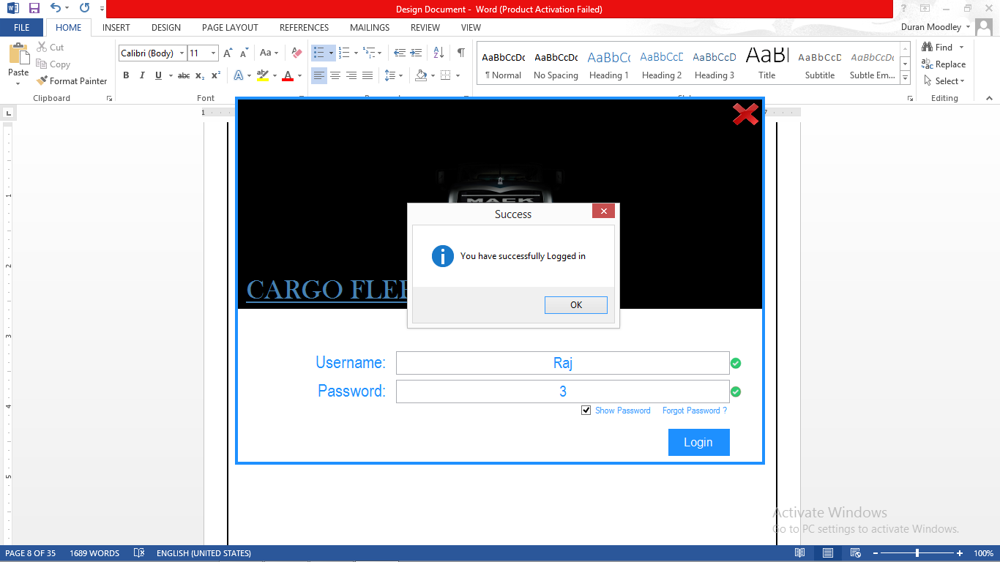 Design Document - Word (Product Activation Failed)
FILE HOME INSERT DESIGN PAGE LAYOUT REFERENCES MAILINGS REVIEW VIEW Duran Moodley
Paste
Cut
Copy
Format Painter
Clipboard
Calibri (Body) 11
Font
AaBbCcDc AaBbCcDc AaBbCc AaBbCcD AaBbCcD AaBl AaBbCcD AaBbCcDc
¶ Normal No Spacing Heading 1 Heading 2 Heading 3 Title Subtitle Subtle Em...
Find
Replace
Select
Editing
MACK
CARGO
Success
You have successfully Logged in
OK
Username: Raj
Password: 3
Show Password Forgot Password ?
Login
Activate Windows
Go to PC settings to activate Windows.
PAGE 8 OF 35 1689 WORDS ENGLISH (UNITED STATES) 100%